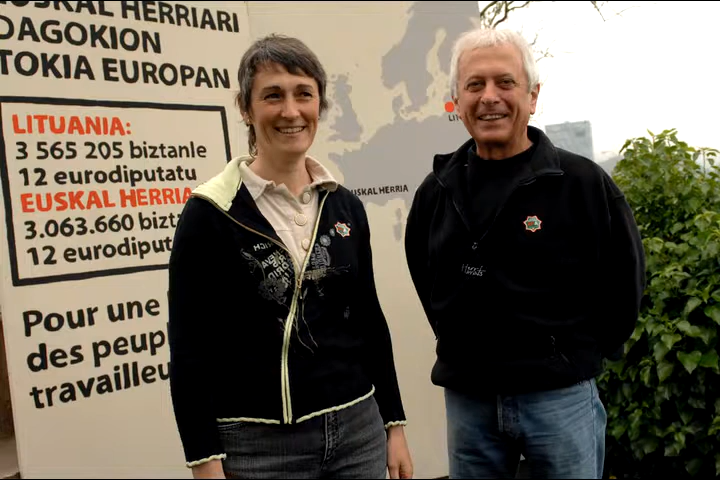 EUSKAL HERRIARI
DAGOKION
TOKIA EUROPAN
LITUANIA:
3 565 205 biztanle
12 eurodiputatu
EUSKAL HERRIA
3.063.660
12 eurodiputatu
Pour une
des
EUSKAL HERRIA